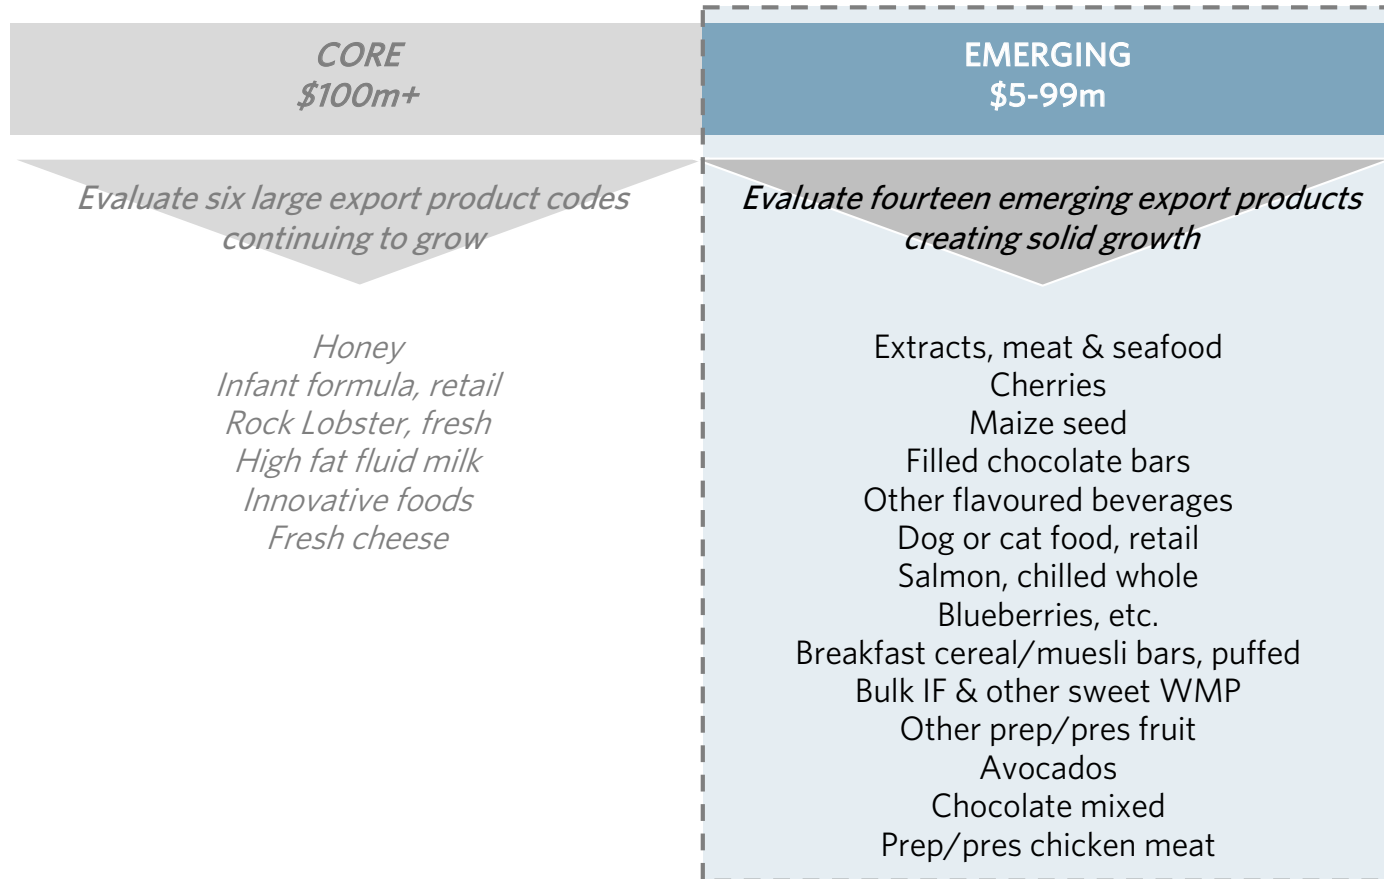 CORE
$100m+
Evaluate six large export product codes
continuing to grow
Honey
Infant formula, retail
Rock Lobster, fresh
High fat fluid milk
Innovative foods
Fresh cheese
EMERGING
$5-99m
Evaluate fourteen emerging export products
creating solid growth
Extracts, meat & seafood
Cherries
Maize seed
Filled chocolate bars
Other flavoured beverages
Dog or cat food, retail
Salmon, chilled whole
Blueberries, etc.
Breakfast cereal/muesli bars, puffed
Bulk IF & other sweet WMP
Other prep/pres fruit
Avocados
Chocolate mixed
Prep/pres chicken meat